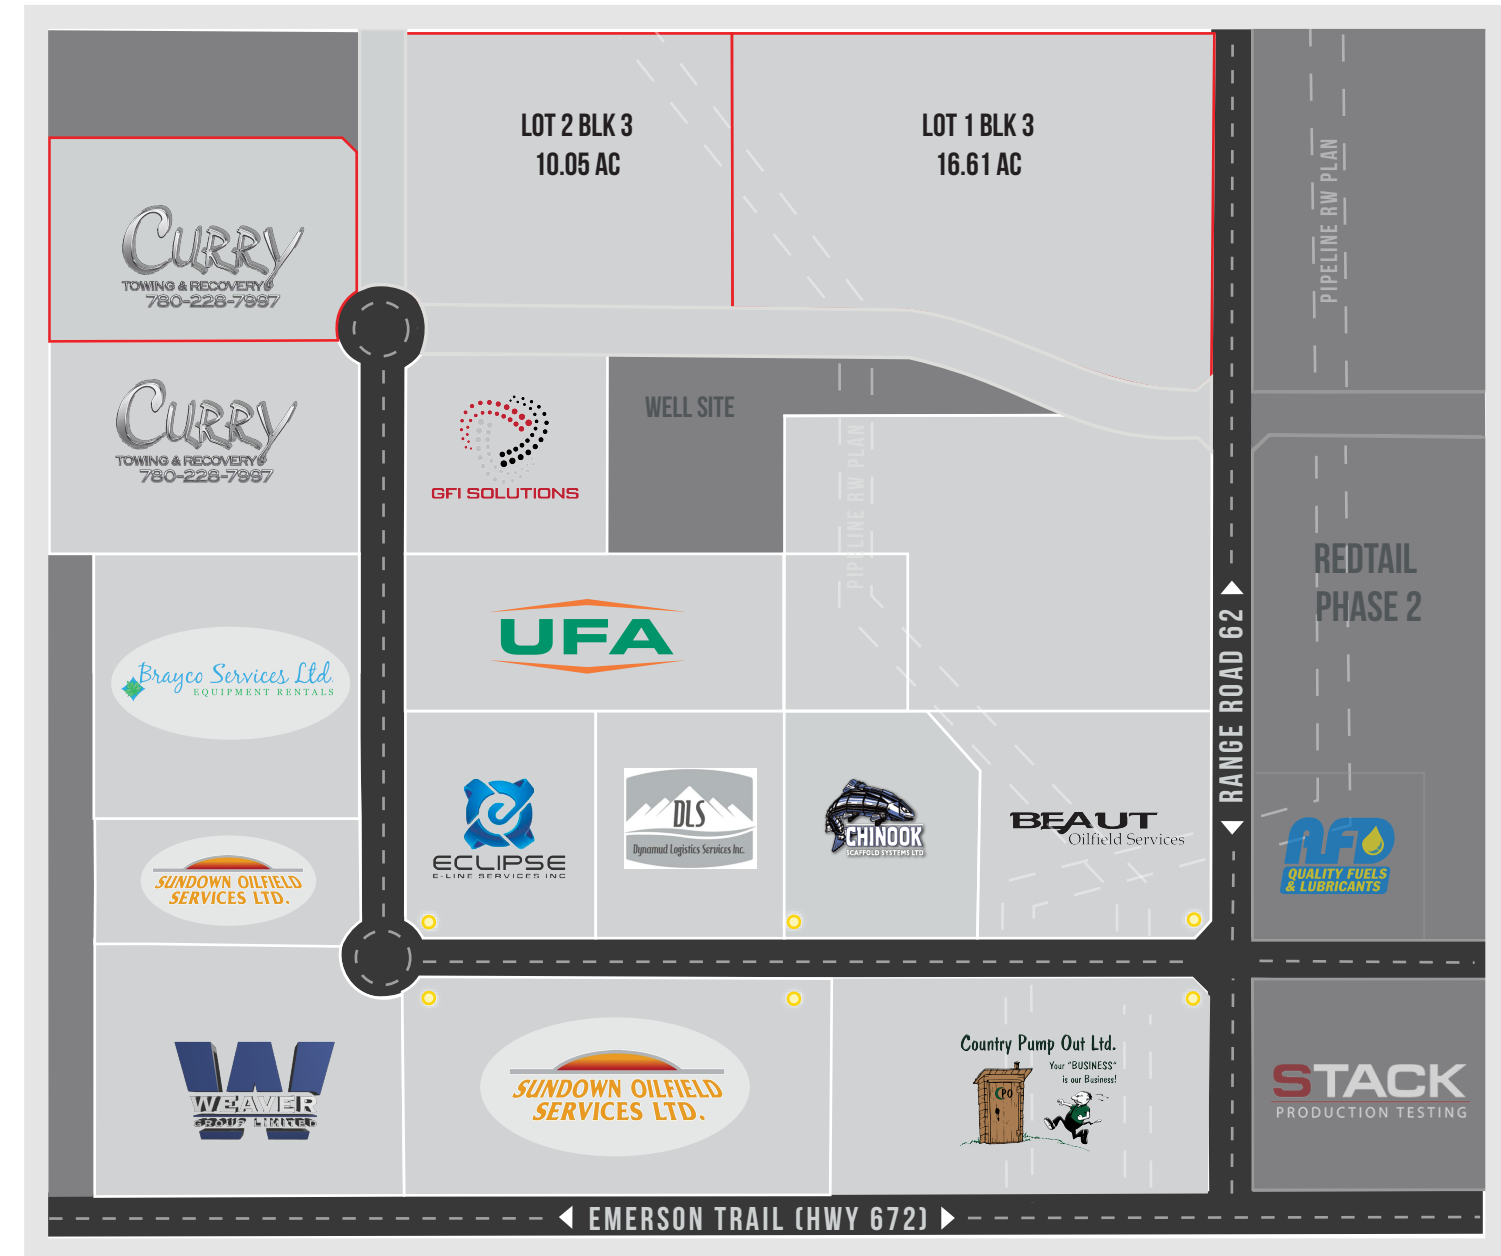 LOT 2 BLK 3
10.05 AC
LOT 1 BLK 3
16.61 AC
PIPELINE RW PLAN
CURRY
TOWING & RECOVERY
780-228-7997
CURRY
TOWING & RECOVERY
780-228-7997
GFI SOLUTIONS
WELL SITE
PIPELINE RW PLAN
REDTAIL
PHASE 2
UFA
RANGE ROAD 62
Brayco Services Ltd.
EQUIPMENT RENTALS
ECLIPSE
E-LINE SERVICES INC
DLS
Dynamud Logistics Services Inc.
CHINOOK
SCAFFOLD SYSTEMS LTD
BEAUT
Oilfield Services
AFD
QUALITY FUELS
& LUBRICANTS
SUNDOWN OILFIELD
SERVICES LTD.
WEAVER
GROUP LIMITED
SUNDOWN OILFIELD
SERVICES LTD.
Country Pump Out Ltd.
Your "BUSINESS"
is our Business!
CPO
STACK
PRODUCTION TESTING
EMERSON TRAIL (HWY 672)